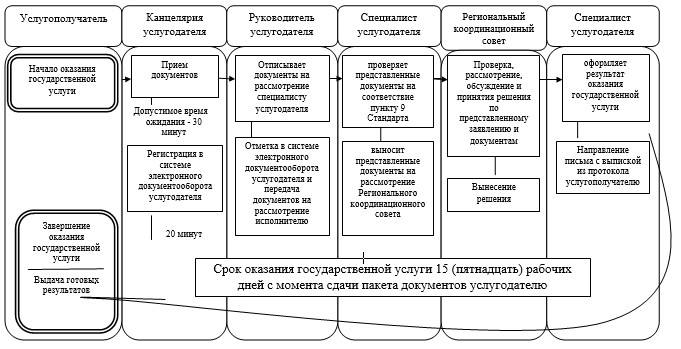 Услугополучатель
Канцелярия
услугодателя
Руководитель
услугодателя
Специалист
услугодателя
Региональный
координационный
совет
Специалист
услугодателя
Начало оказания
государственной
услуги
Прием
документов
Допустимое время
ожидания - 30
минут
Регистрация в
системе
электронного
документооборота
услугодателя
20 минут
Отписывает
документы на
рассмотрение
специалисту
услугодателя
Отметка в системе
электронного
документооборота
услугодателя и
передача
документов на
рассмотрение
исполнителю
проверяет
представленные
документы на
соответствие
пункту 9
Стандарта
выносит
представленные
документы на
рассмотрение
Регионального
координационного
совета
Проверка,
рассмотрение,
обсуждение и
принятия решения
по
представленному
заявлению и
документам
Вынесение
решения
оформляет
результат
оказания
государственной
услуги
Направление
письма с выпиской
из протокола
услугополучателю
Завершение
оказания
государственной
услуги
Выдача готовых
результатов
Срок оказания государственной услуги 15 (пятнадцать) рабочих
дней с момента сдачи пакета документов услугодателю